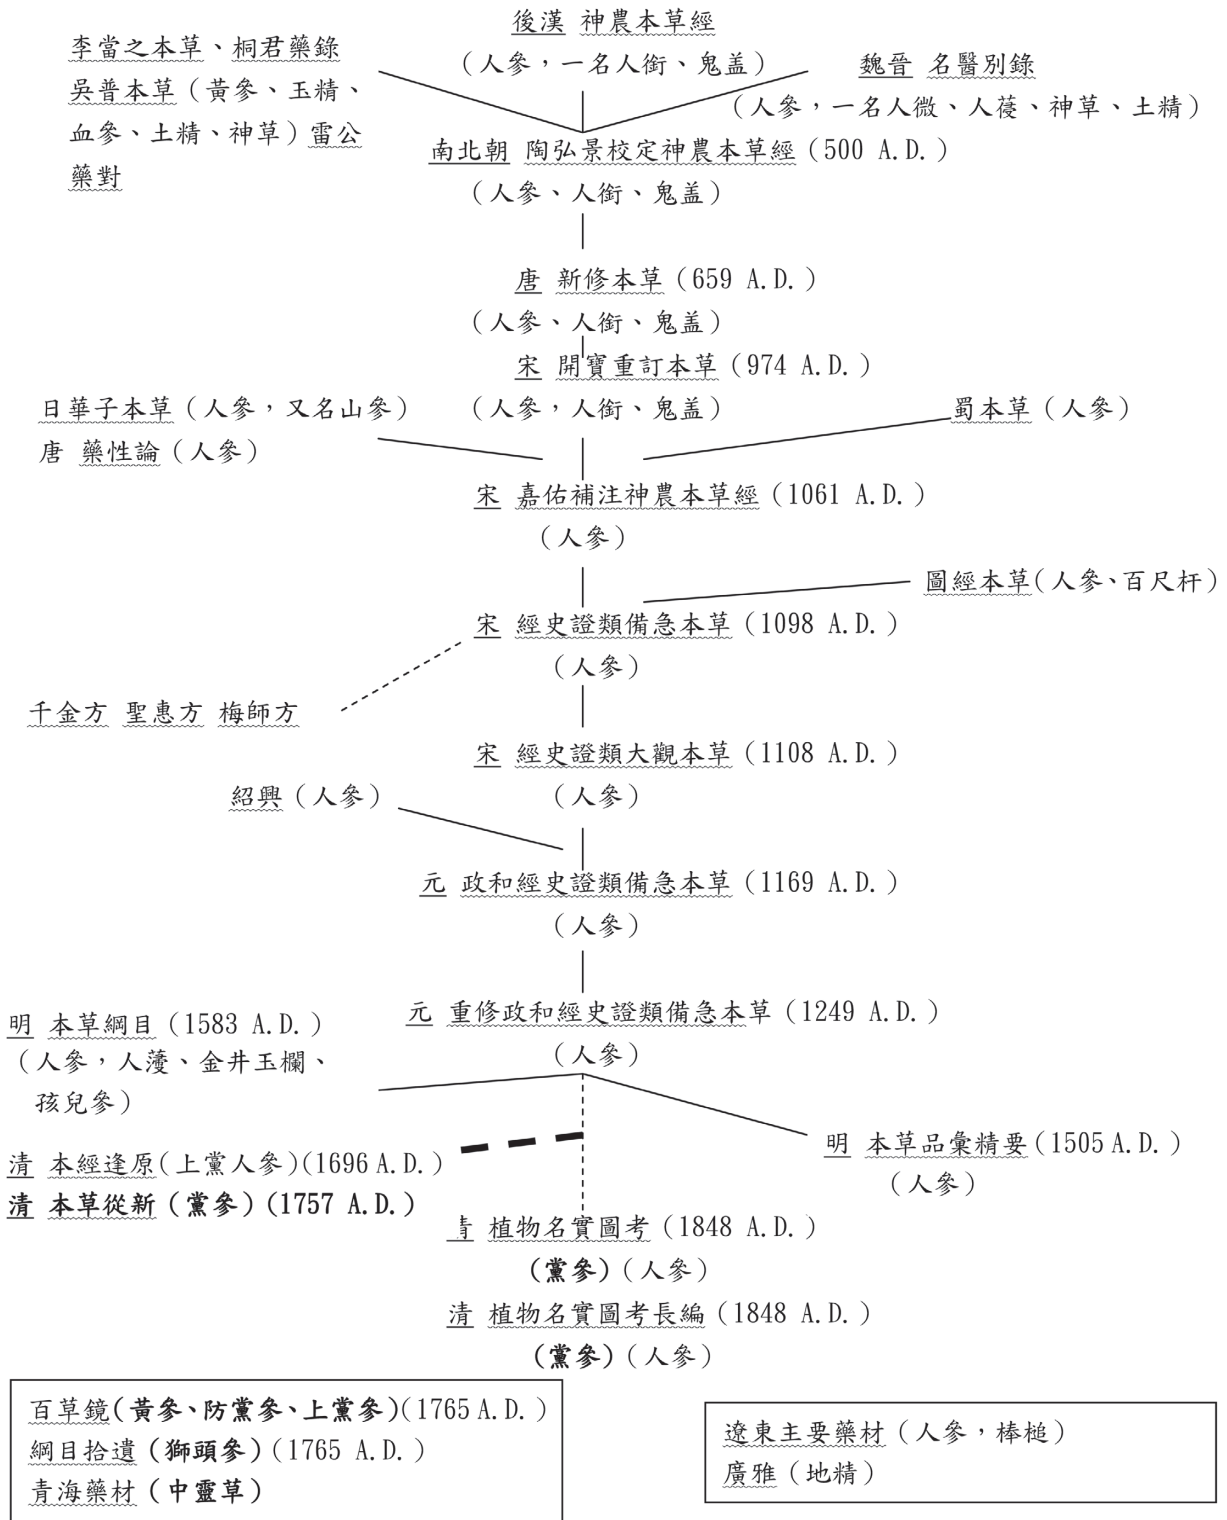 後漢 神農本草經
（人參，一名人銜、鬼盖）
李當之本草、桐君藥錄
吳普本草（黃參、玉精、
血參、土精、神草）雷公
藥對
魏晉 名醫別錄
（人參，一名人微、人葠、神草、土精）
南北朝 陶弘景校定神農本草經（500 A.D.）
（人參、人銜、鬼盖）
唐 新修本草（659 A.D.）
（人參、人銜、鬼盖）
宋 開寶重訂本草（974 A.D.）
（人參，人銜、鬼盖）
日華子本草（人參，又名山參）
唐 藥性論（人參）
蜀本草（人參）
宋 嘉佑補注神農本草經（1061 A.D.）
（人參）
圖經本草(人參、百尺杆)
宋 經史證類備急本草（1098 A.D.）
（人參）
千金方 聖惠方 梅師方
宋 經史證類大觀本草（1108 A.D.）
（人參）
紹興（人參）
元 政和經史證類備急本草（1169 A.D.）
（人參）
元 重修政和經史證類備急本草（1249 A.D.）
（人參）
明 本草綱目（1583 A.D.）
（人參，人薓、金井玉欄、
孩兒參）
明 本草品彙精要(1505 A.D.)
（人參）
清 本經逢原(上黨人參)(1696 A.D.)
清 本草從新（黨參）(1757 A.D.)
青 植物名實圖考（1848 A.D.）
（黨參）（人參）
清 植物名實圖考長編（1848 A.D.）
（黨參）（人參）
百草鏡(黃參、防黨參、上黨參)(1765 A.D.)
綱目拾遺（獅頭參）(1765 A.D.)
青海藥材（中靈草）
遼東主要藥材（人參，棒槌）
廣雅（地精）